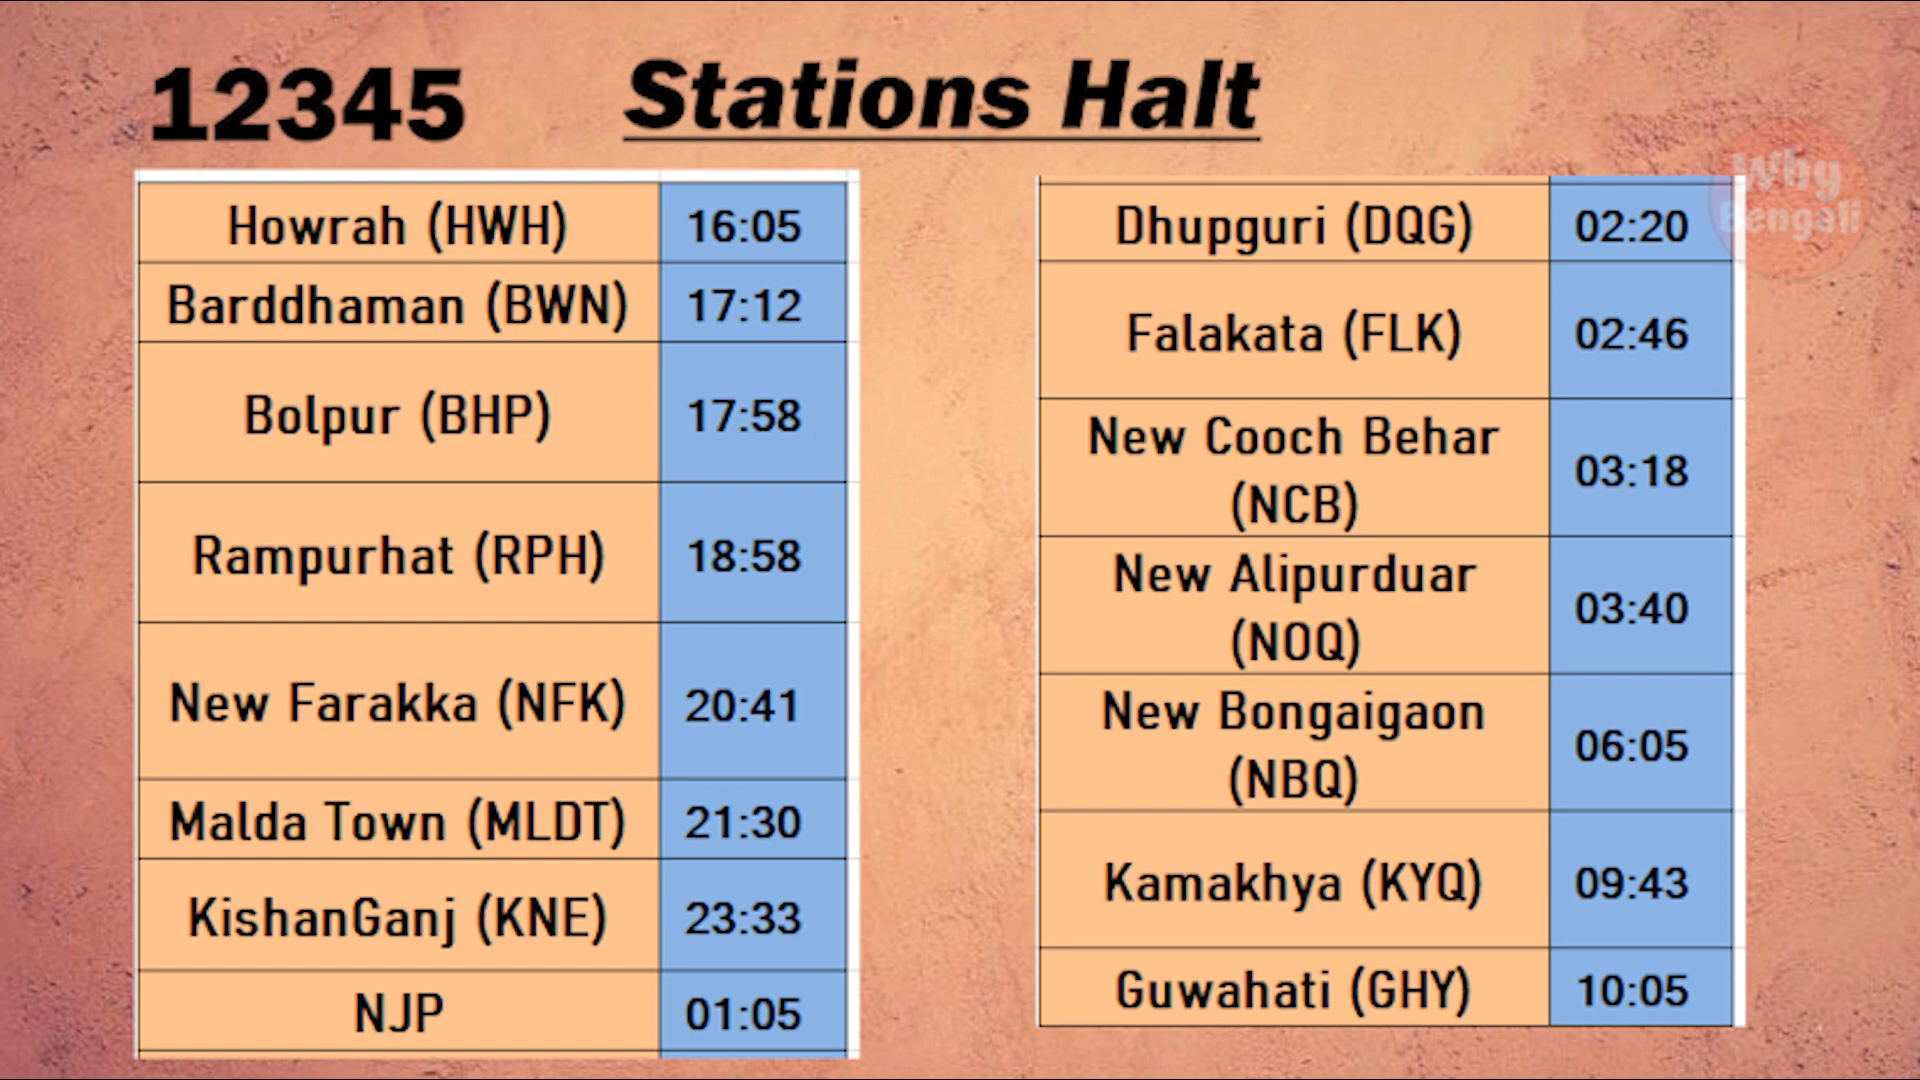 12345
Stations Halt
Howrah (HWH) 16:05
Barddhaman (BWN) 17:12
Bolpur (BHP) 17:58
Rampurhat (RPH) 18:58
New Farakka (NFK) 20:41
Malda Town (MLDT) 21:30
KishanGanj (KNE) 23:33
NJP 01:05
Dhupguri (DQG) 02:20
Falakata (FLK) 02:46
New Cooch Behar
(NCB) 03:18
New Alipurduar
(NOQ) 03:40
New Bongaigaon
(NBQ) 06:05
Kamakhya (KYQ) 09:43
Guwahati (GHY) 10:05
Why
Bengali